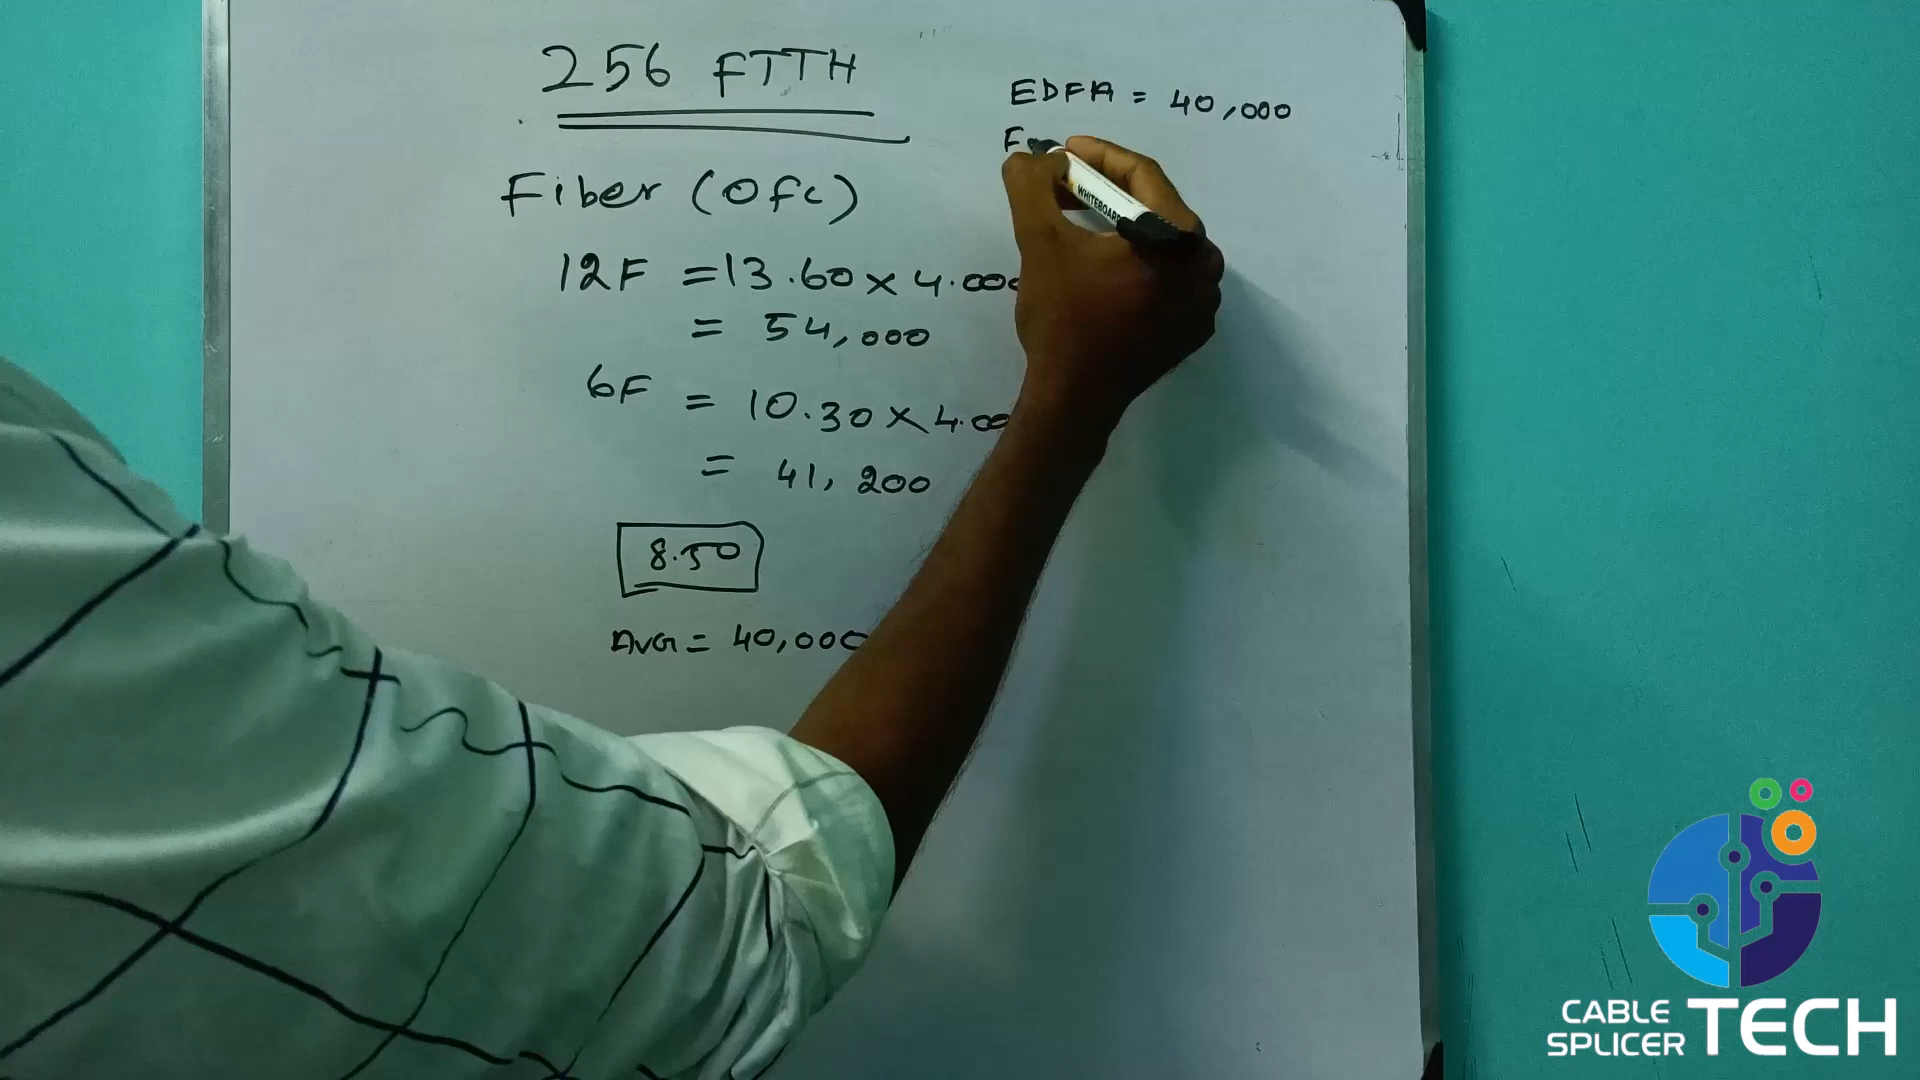 256 FTTH
Fiber (Ofc)
12F = 13.60 × 4.000
= 54,000
6F = 10.30 × 4.00
= 41, 200
8.50
AVG = 40,000
EDFA = 40,000
F
WHITEBOARD
CABLE
SPLICER TECH